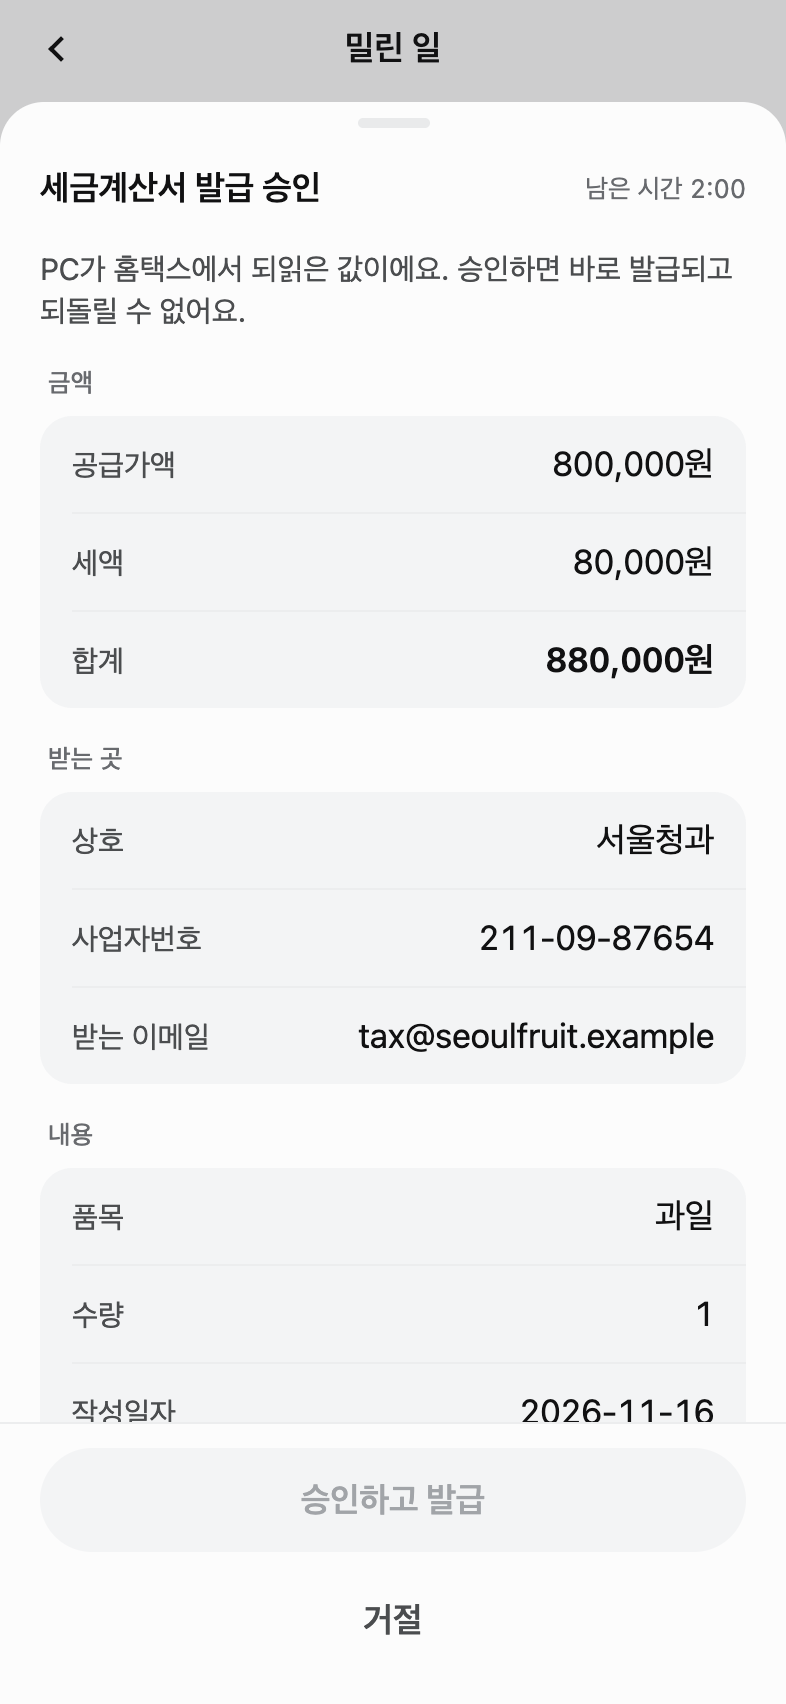 밀린 일
세금계산서 발급 승인
남은 시간 2:00
PC가 홈택스에서 되읽은 값이에요. 승인하면 바로 발급되고
되돌릴 수 없어요.
금액
공급가액 800,000원
세액 80,000원
합계 880,000원
받는 곳
상호 서울청과
사업자번호 211-09-87654
받는 이메일 tax@seoulfruit.example
내용
품목 과일
수량 1
작성일자 2026-11-16
승인하고 발급
거절